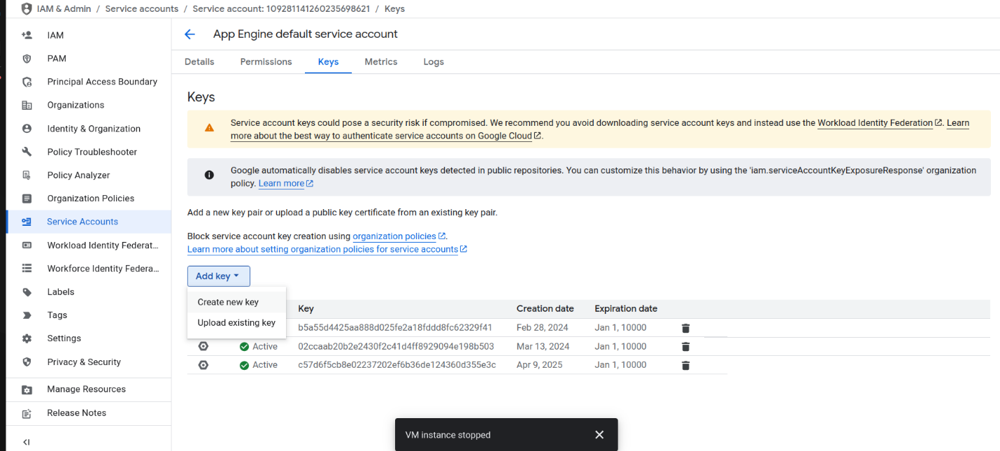 IAM & Admin / Service accounts / Service account: 109281141260235698621 / Keys
IAM
PAM
Principal Access Boundary
Organizations
Identity & Organization
Policy Troubleshooter
Policy Analyzer
Organization Policies
Service Accounts
Workload Identity Federat...
Workforce Identity Federa...
Labels
Tags
Settings
Privacy & Security
Manage Resources
Release Notes
App Engine default service account
Details Permissions Keys Metrics Logs
Keys
Service account keys could pose a security risk if compromised. We recommend you avoid downloading service account keys and instead use the Workload Identity Federation. Learn
more about the best way to authenticate service accounts on Google Cloud.
Google automatically disables service account keys detected in public repositories. You can customize this behavior by using the 'iam.serviceAccountKeyExposureResponse' organization
policy. Learn more
Add a new key pair or upload a public key certificate from an existing key pair.
Block service account key creation using organization policies.
Learn more about setting organization policies for service accounts
Add key
Create new key
Upload existing key
Key Creation date Expiration date
b5a55d4425aa888d025fe2a18fddd8fc62329f41 Feb 28, 2024 Jan 1, 10000
Active 02ccaab20b2e2430f2c41d4ff8929094e198b503 Mar 13, 2024 Jan 1, 10000
Active c57d6f5cb8e02237202ef6b36de124360d355e3c Apr 9, 2025 Jan 1, 10000
VM instance stopped